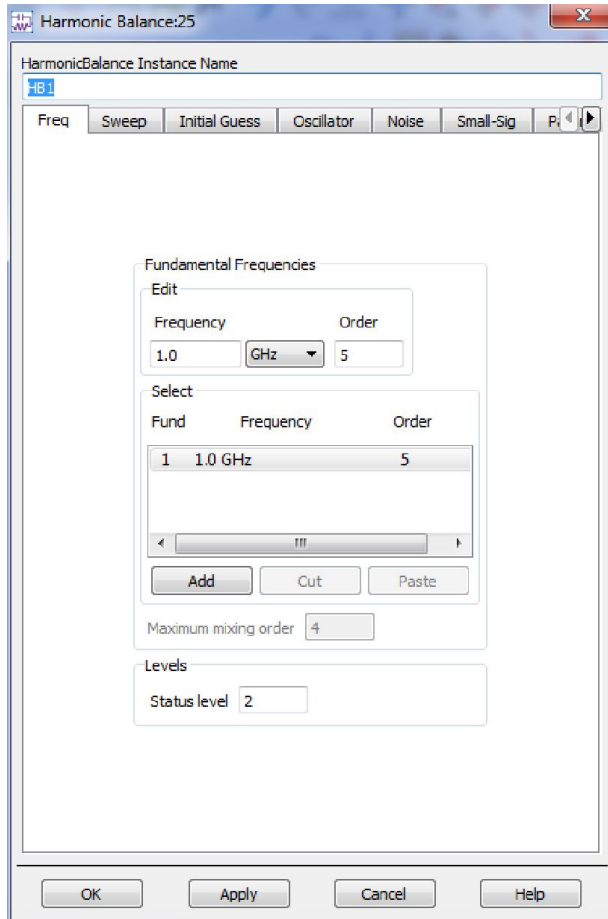 Harmonic Balance:25
HarmonicBalance Instance Name
HB1
Freq Sweep Initial Guess Oscillator Noise Small-Sig
Fundamental Frequencies
Edit
Frequency Order
1.0 GHz 5
Select
Fund Frequency Order
1 1.0 GHz 5
Add Cut Paste
Maximum mixing order 4
Levels
Status level 2
OK Apply Cancel Help